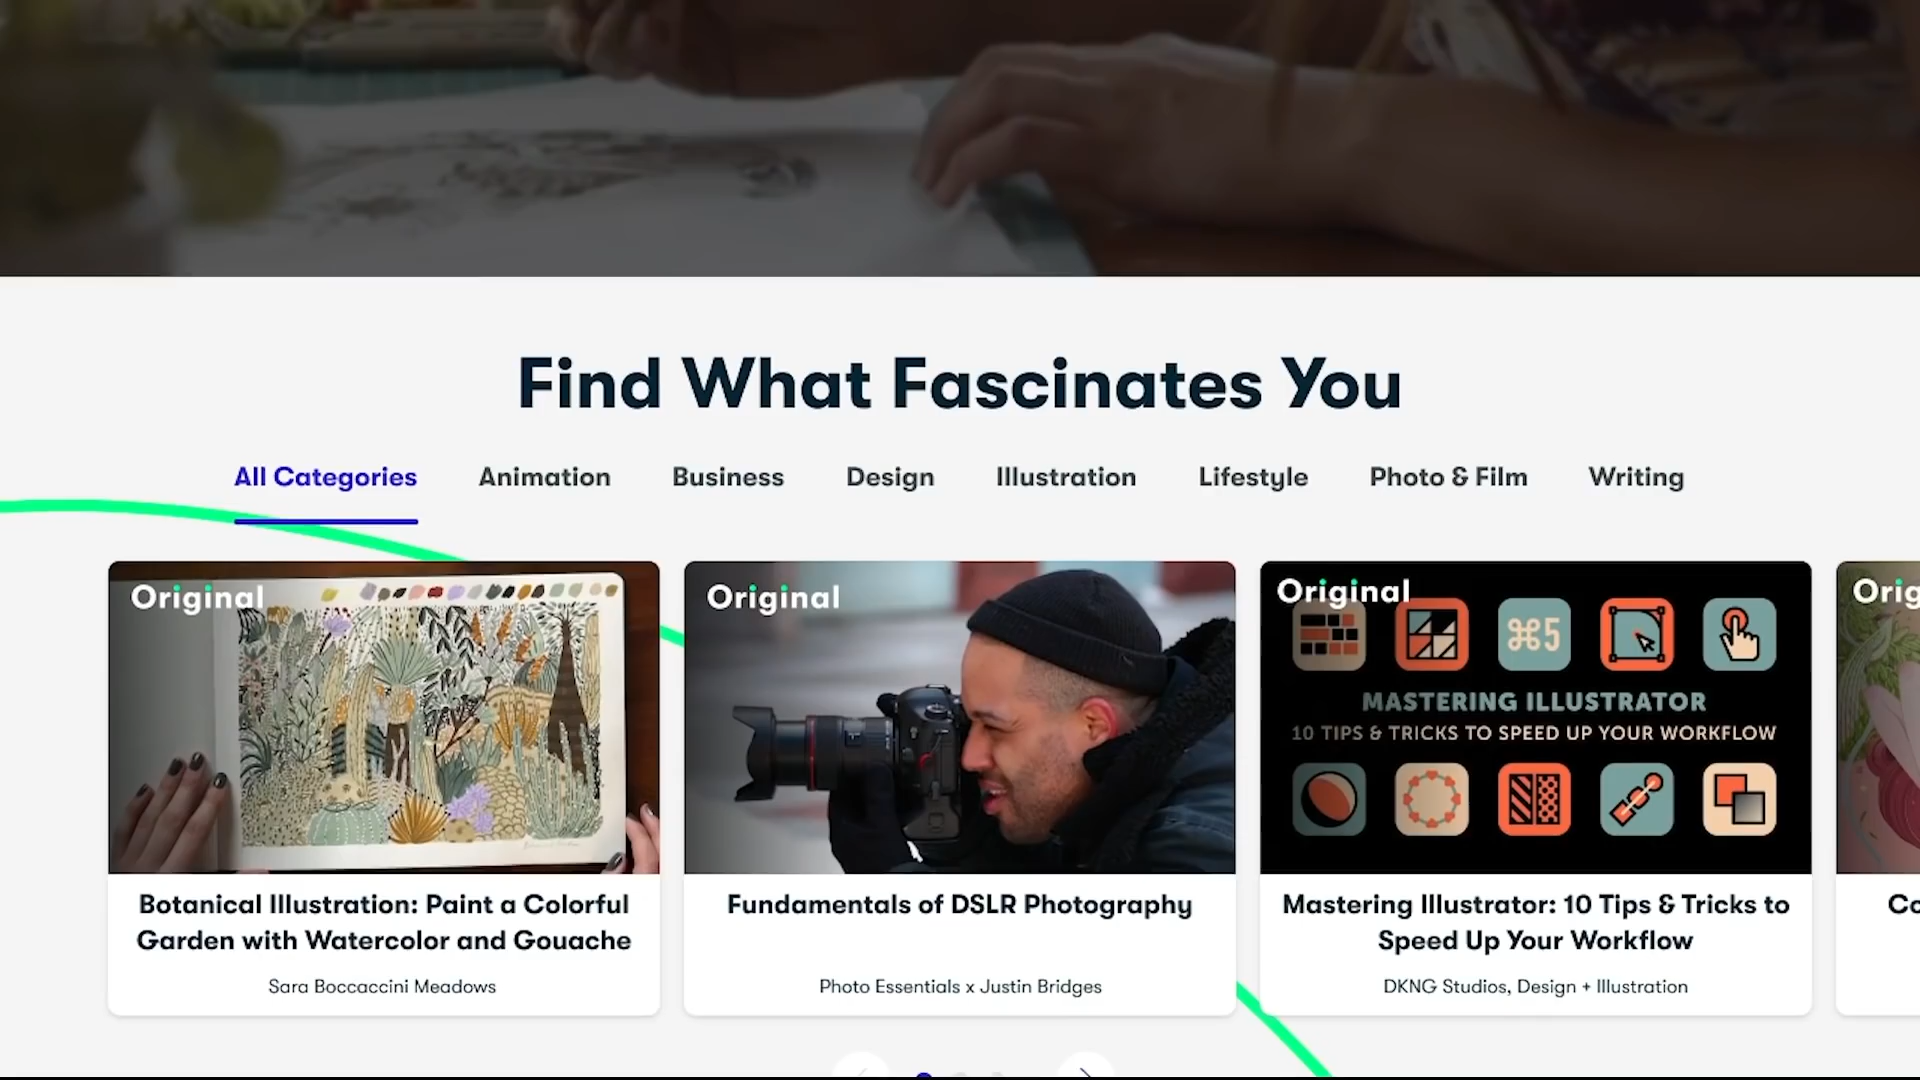 Find What Fascinates You
All Categories Animation Business Design Illustration Lifestyle Photo & Film Writing
Original
Original
Original
⌘5
MASTERING ILLUSTRATOR
10 TIPS & TRICKS TO SPEED UP YOUR WORKFLOW
Botanical Illustration: Paint a Colorful
Garden with Watercolor and Gouache
Sara Boccaccini Meadows
Fundamentals of DSLR Photography
Photo Essentials x Justin Bridges
Mastering Illustrator: 10 Tips & Tricks to
Speed Up Your Workflow
DKNG Studios, Design + Illustration